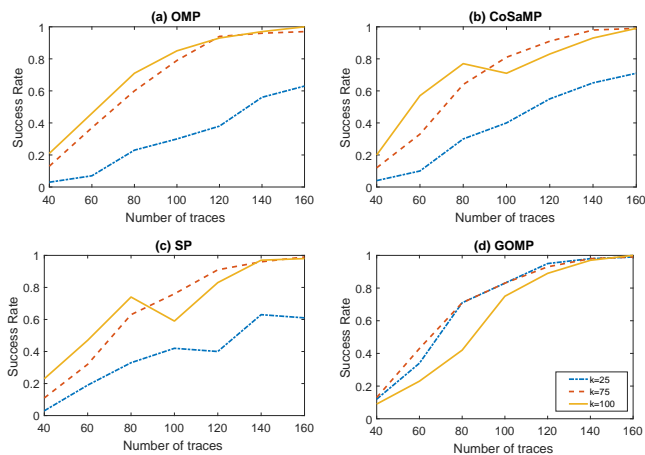 (a) OMP
Success Rate
1
0.8
0.6
0.4
0.2
0
40 60 80 100 120 140 160
Number of traces
(b) CoSaMP
Success Rate
1
0.8
0.6
0.4
0.2
0
40 60 80 100 120 140 160
Number of traces
(c) SP
Success Rate
1
0.8
0.6
0.4
0.2
0
40 60 80 100 120 140 160
Number of traces
(d) GOMP
Success Rate
1
0.8
0.6
0.4
0.2
0
40 60 80 100 120 140 160
Number of traces
k=25
k=75
k=100